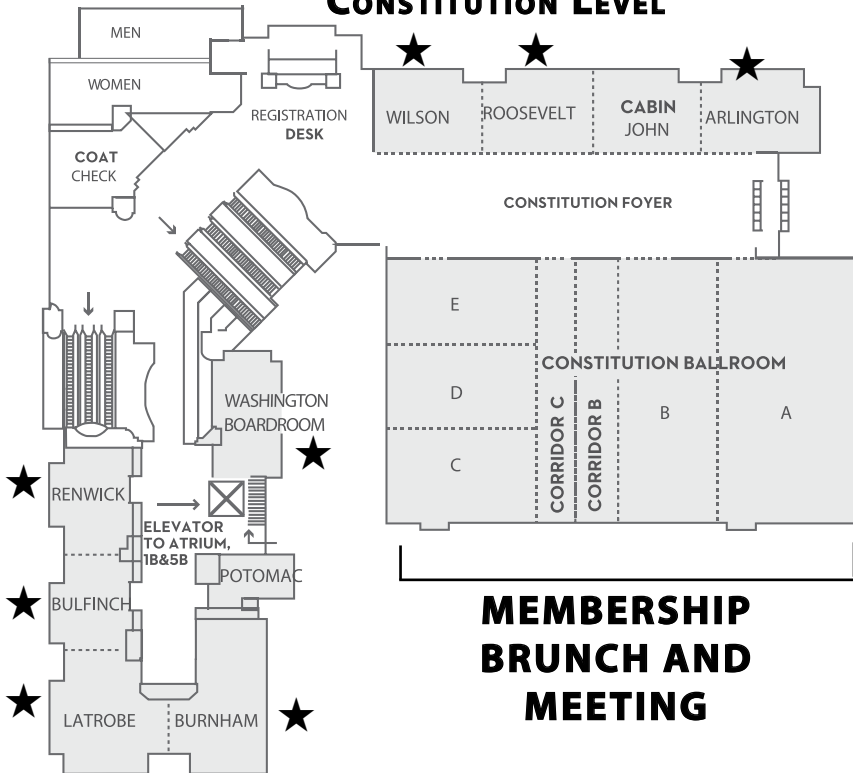 CONSTITUTION LEVEL
MEN
WOMEN
COAT
CHECK
REGISTRATION
DESK
WILSON
ROOSEVELT
CABIN
JOHN
ARLINGTON
CONSTITUTION FOYER
E
D
C
CONSTITUTION BALLROOM
CORRIDOR C
CORRIDOR B
B
A
WASHINGTON
BOARDROOM
RENWICK
ELEVATOR
TO ATRIUM,
1B&5B
POTOMAC
BULFINCH
LATROBE
BURNHAM
MEMBERSHIP
BRUNCH AND
MEETING